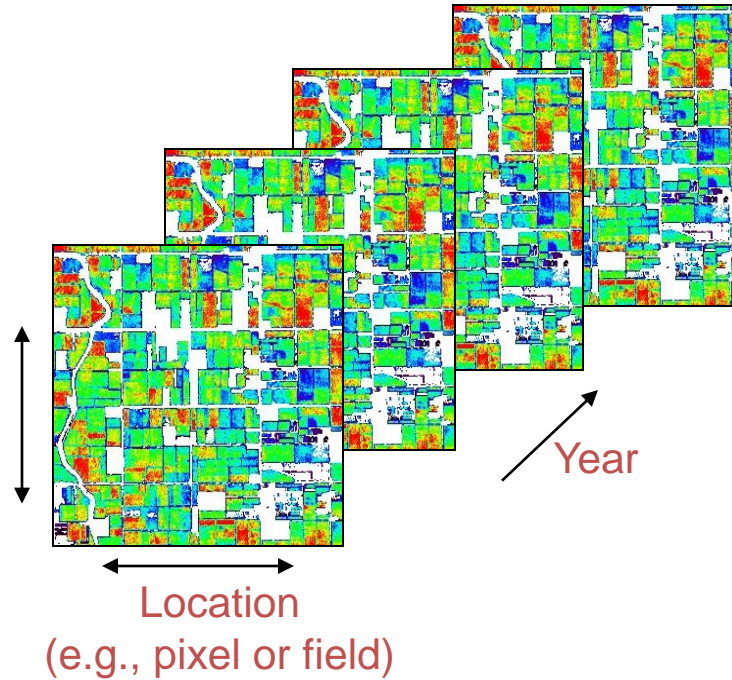 Year
Location
(e.g., pixel or field)